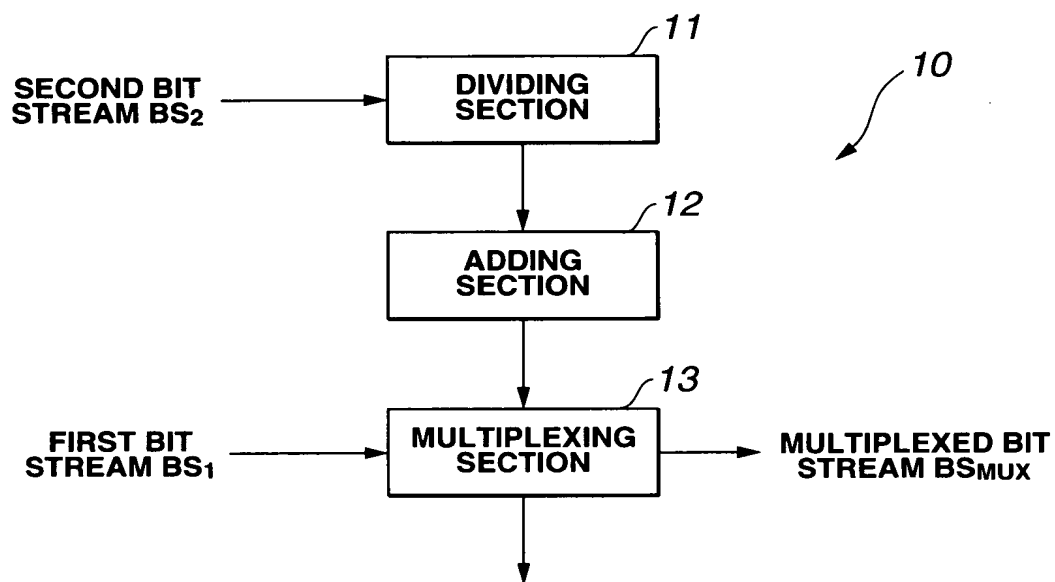 11
10
SECOND BIT
STREAM BS2
DIVIDING
SECTION
12
ADDING
SECTION
13
FIRST BIT
STREAM BS1
MULTIPLEXING
SECTION
MULTIPLEXED BIT
STREAM BSMUX